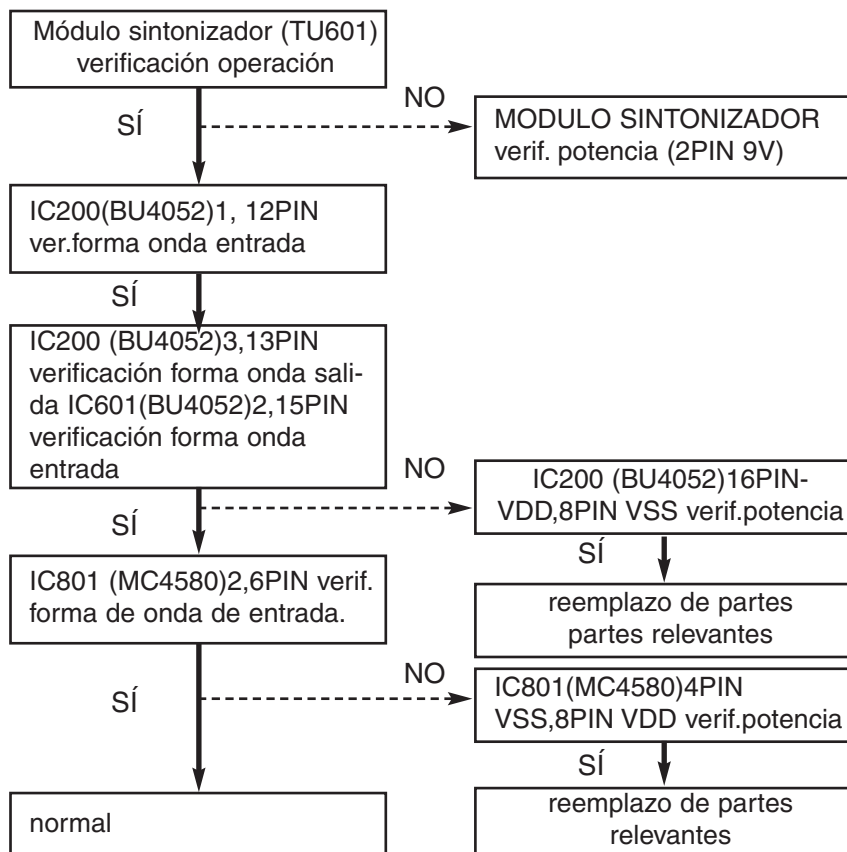 Módulo sintonizador (TU601)
verificación operación
SÍ
NO
MODULO SINTONIZADOR
verif. potencia (2PIN 9V)
IC200(BU4052)1, 12PIN
ver.forma onda entrada
SÍ
IC200 (BU4052)3,13PIN
verificación forma onda sali-
da IC601(BU4052)2,15PIN
verificación forma onda
entrada
SÍ
NO
IC200 (BU4052)16PIN-
VDD,8PIN VSS verif.potencia
SÍ
reemplazo de partes
partes relevantes
IC801 (MC4580)2,6PIN verif.
forma de onda de entrada.
SÍ
NO
IC801(MC4580)4PIN
VSS,8PIN VDD verif.potencia
SÍ
reemplazo de partes
relevantes
normal